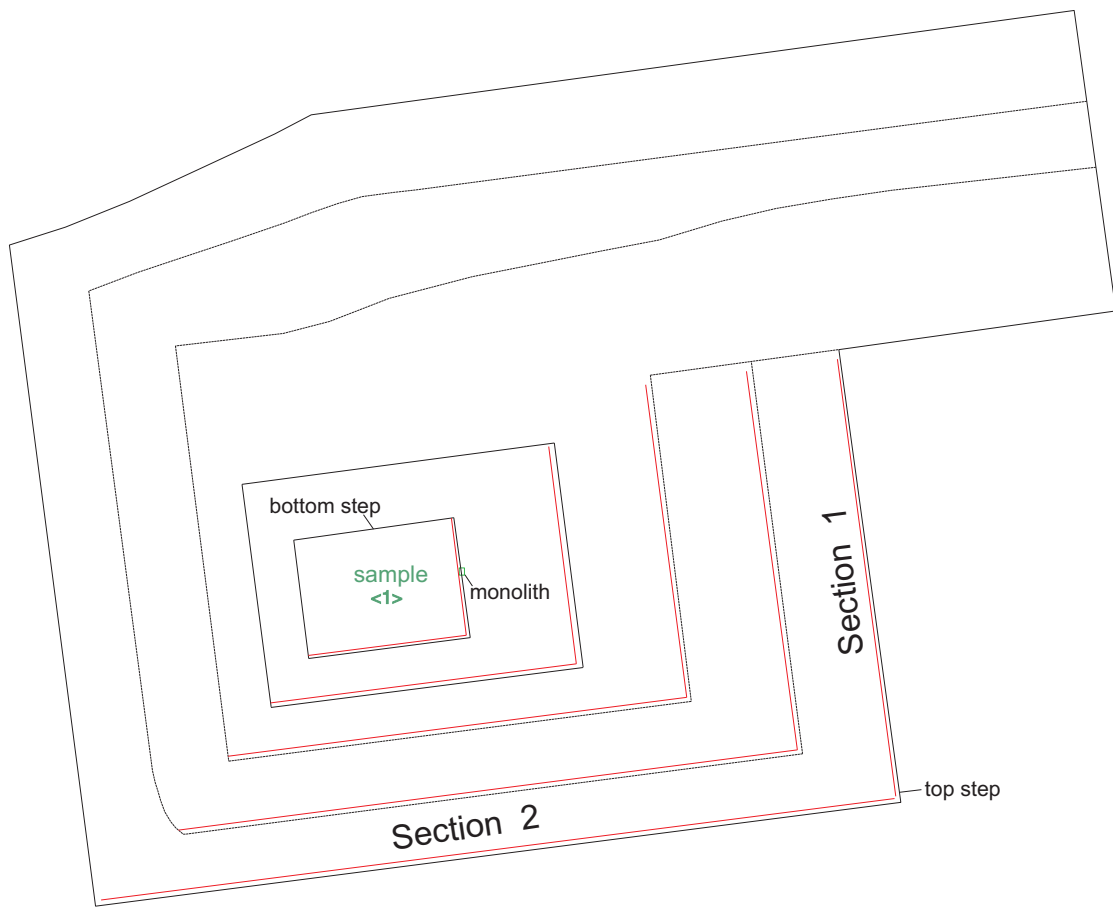 bottom step
sample
<1>
monolith
Section 1
top step
Section 2